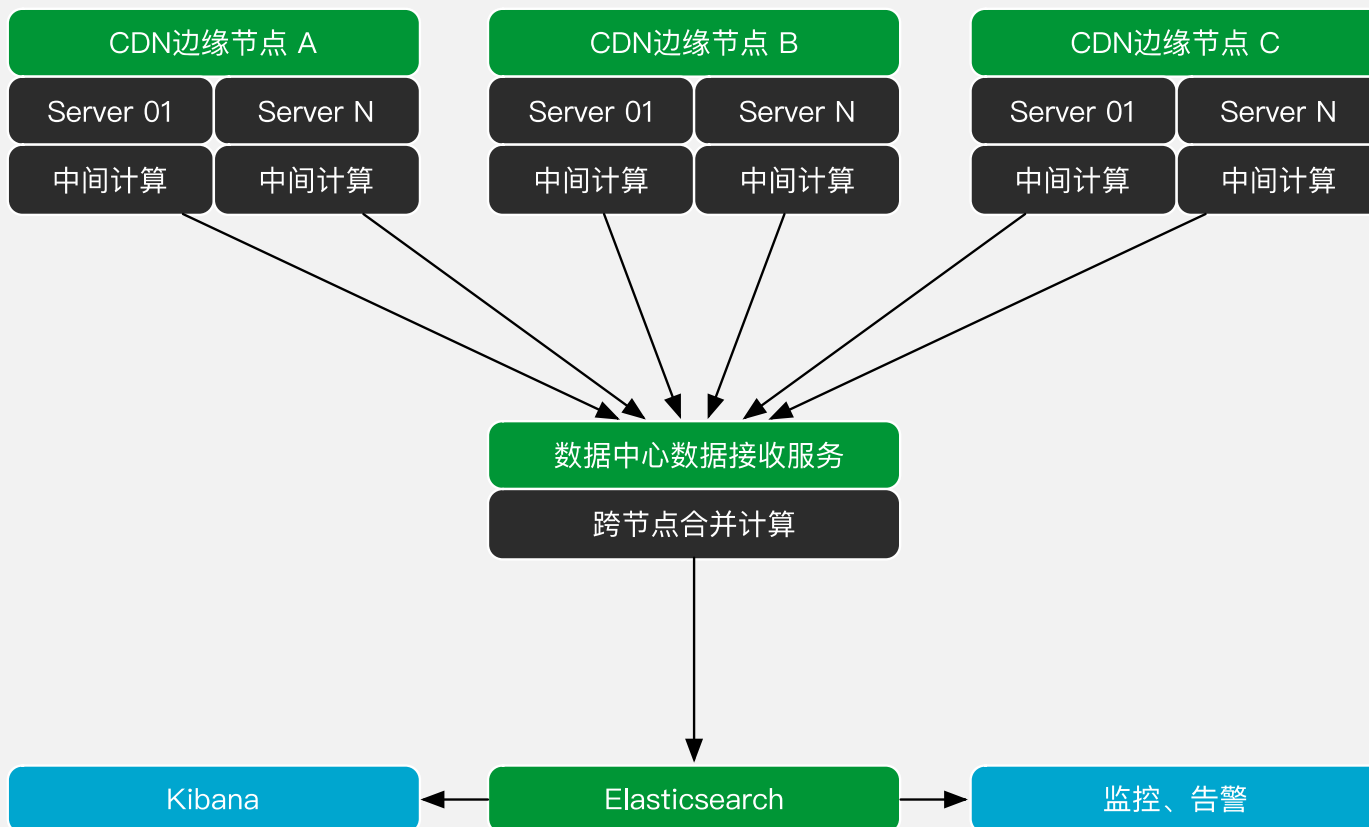 CDN边缘节点 A
CDN边缘节点 B
CDN边缘节点 C
Server 01
Server N
Server 01
Server N
Server 01
Server N
中间计算
中间计算
中间计算
中间计算
中间计算
中间计算
数据中心数据接收服务
跨节点合并计算
Kibana
Elasticsearch
监控、告警